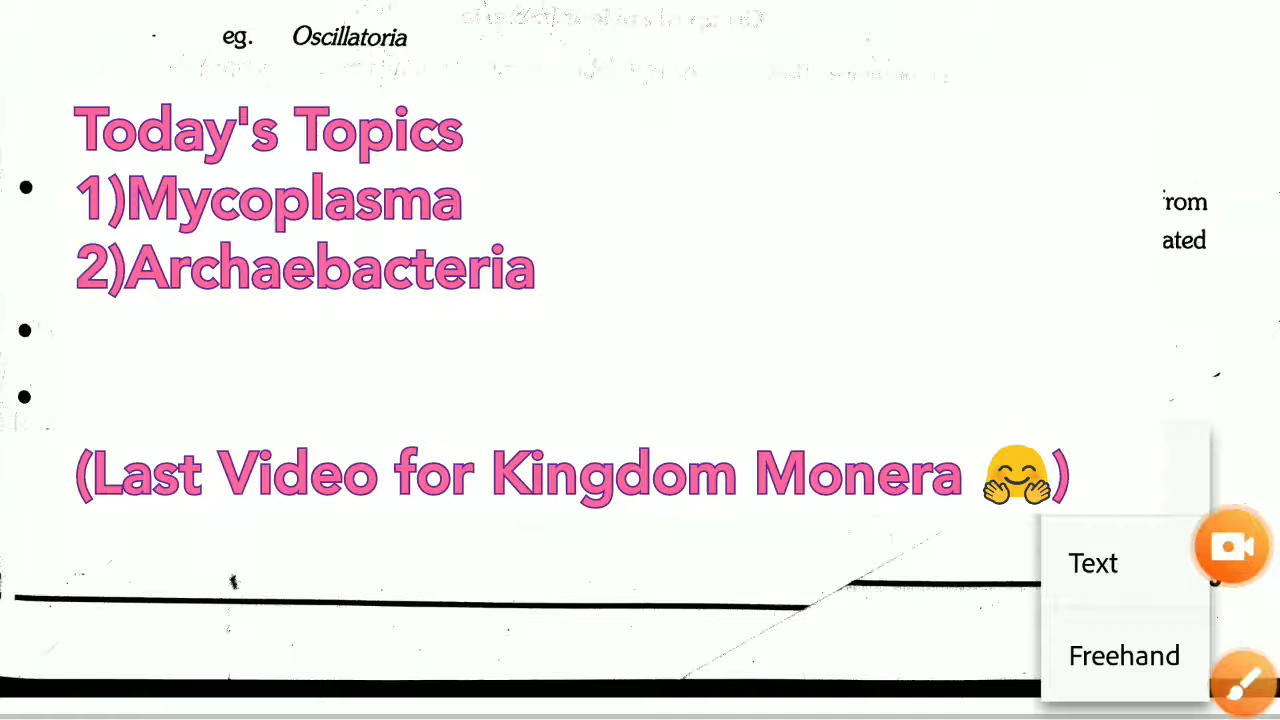 eg. Oscillatoria
Today's Topics
1)Mycoplasma
rom
2)Archaebacteria
ated
(Last Video for Kingdom Monera 🤗)
Text
Freehand